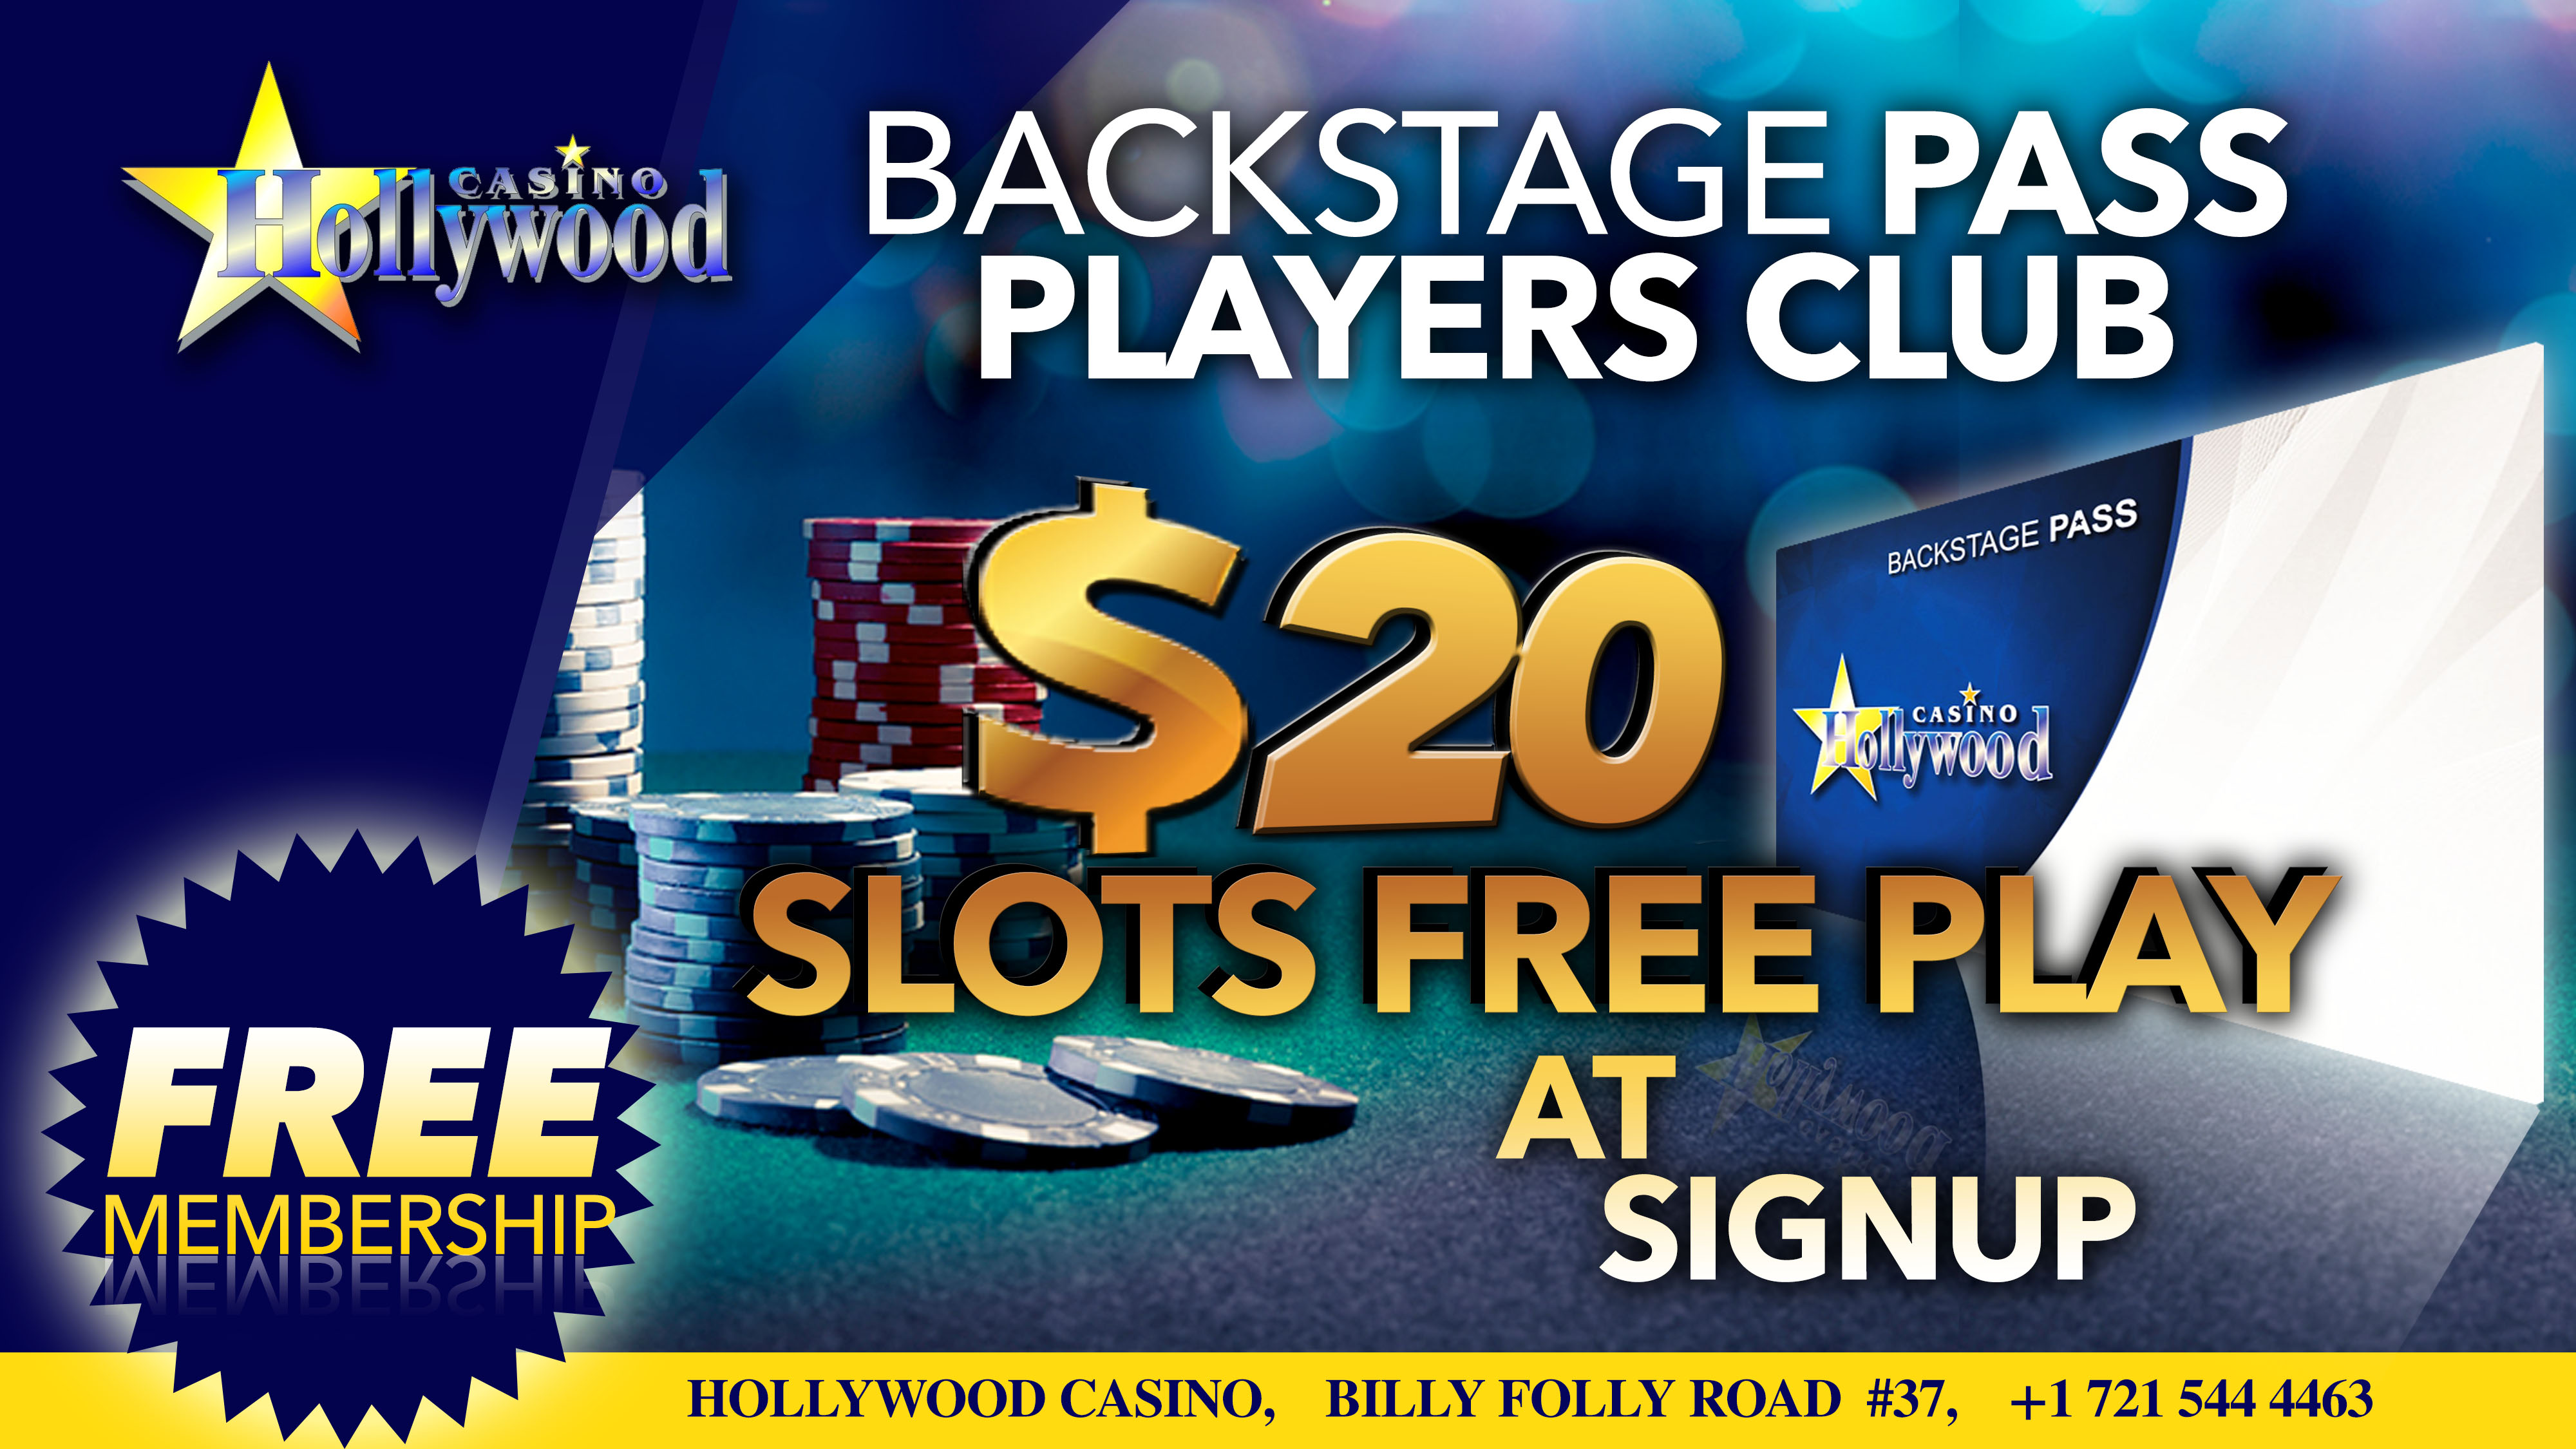 CASINO
Hollywood
BACKSTAGE PASS
PLAYERS CLUB
BACKSTAGE PASS
CASINO
Hollywood
$20
SLOTS FREE PLAY
AT
SIGNUP
FREE
MEMBERSHIP
HOLLYWOOD CASINO, BILLY FOLLY ROAD #37, +1 721 544 4463